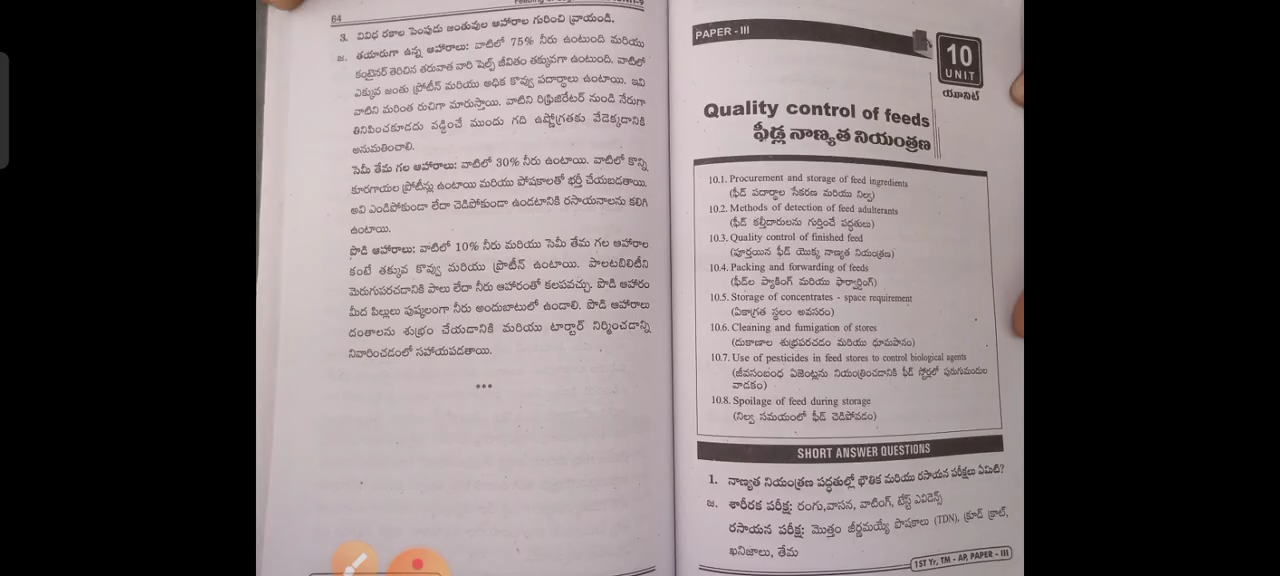 64
3. వివిధ రకాల పెంపుడు జంతువుల ఆహారాల గురించి వ్రాయండి.
జ. తయారుగా ఉన్న ఆహారాలు: వాటిలో 75% నీరు ఉంటుంది మరియు
కంటైనర్ తెరిచిన తరువాత వారి షెల్ఫ్ జీవితం తక్కువగా ఉంటుంది. వాటిలో
ఎక్కువ జంతు ప్రోటీన్ మరియు అధిక కొవ్వు పదార్థాలు ఉంటాయి. ఇవి
వాటిని మరింత రుచిగా మారుస్తాయి. వాటిని రిఫ్రిజిరేటర్ నుండి నేరుగా
తినిపించకూడదు వడ్డించే ముందు గది ఉష్ణోగ్రతకు వేడెక్కడానికి
అనుమతించాలి.
సెమీ తేమ గల ఆహారాలు: వాటిలో 30% నీరు ఉంటాయి. వాటిలో కొన్ని
కూరగాయల ప్రోటీన్లు ఉంటాయి మరియు పోషకాలతో భర్తీ చేయబడతాయి.
అవి ఎండిపోకుండా లేదా చెడిపోకుండా ఉండటానికి రసాయనాలను కలిగి
ఉంటాయి.
పొడి ఆహారాలు: వాటిలో 10% నీరు మరియు సెమీ తేమ గల ఆహారాల
కంటే తక్కువ కొవ్వు మరియు ప్రొటీన్ ఉంటాయి. పాలటబిలిటీని
మెరుగుపరచడానికి పాలు లేదా నీరు ఆహారంతో కలపవచ్చు. పొడి ఆహారం
మీద పిల్లులు పుష్కలంగా నీరు అందుబాటులో ఉండాలి. పొడి ఆహారాలు
దంతాలను శుభ్రం చేయడానికి మరియు టార్టార్ నిర్మించడాన్ని
నివారించడంలో సహాయపడతాయి.
***
PAPER - III
10
UNIT
యూనిట్
Quality control of feeds
ఫీడ్ల నాణ్యత నియంత్రణ
10.1. Procurement and storage of feed ingredients
(ఫీడ్ పదార్థాల సేకరణ మరియు నిల్వ)
10.2. Methods of detection of feed adulterants
(ఫీడ్ కల్తీదారులను గుర్తించే పద్ధతులు)
10.3. Quality control of finished feed
(పూర్తయిన ఫీడ్ యొక్క నాణ్యత నియంత్రణ)
10.4. Packing and forwarding of feeds
(ఫీడ్‌ల ప్యాకింగ్ మరియు ఫార్వార్డింగ్)
10.5. Storage of concentrates - space requirement
(ఏకాగ్రత స్థలం అవసరం)
10.6. Cleaning and fumigation of stores
(దుకాణాల శుభ్రపరచడం మరియు ధూమపానం)
10.7. Use of pesticides in feed stores to control biological agents
(జీవసంబంధ ఏజెంట్లను నియంత్రించడానికి ఫీడ్ స్టోర్లలో పురుగుమందుల
వాడకం)
10.8. Spoilage of feed during storage
(నిల్వ సమయంలో ఫీడ్ చెడిపోవడం)
SHORT ANSWER QUESTIONS
1. నాణ్యత నియంత్రణ పద్ధతుల్లో భౌతిక మరియు రసాయన పరీక్షలు ఏమిటి?
జ. శారీరక పరీక్ష: రంగు,వాసన, వాటింగ్, టేస్ట్ ఎవిడెన్స్
రసాయన పరీక్ష: మొత్తం జీర్ణమయ్యే పోషకాలు (TDN), క్రూడ్ క్రాట్,
ఖనిజాలు, తేమ
1ST Yr, TM - AP, PAPER - III